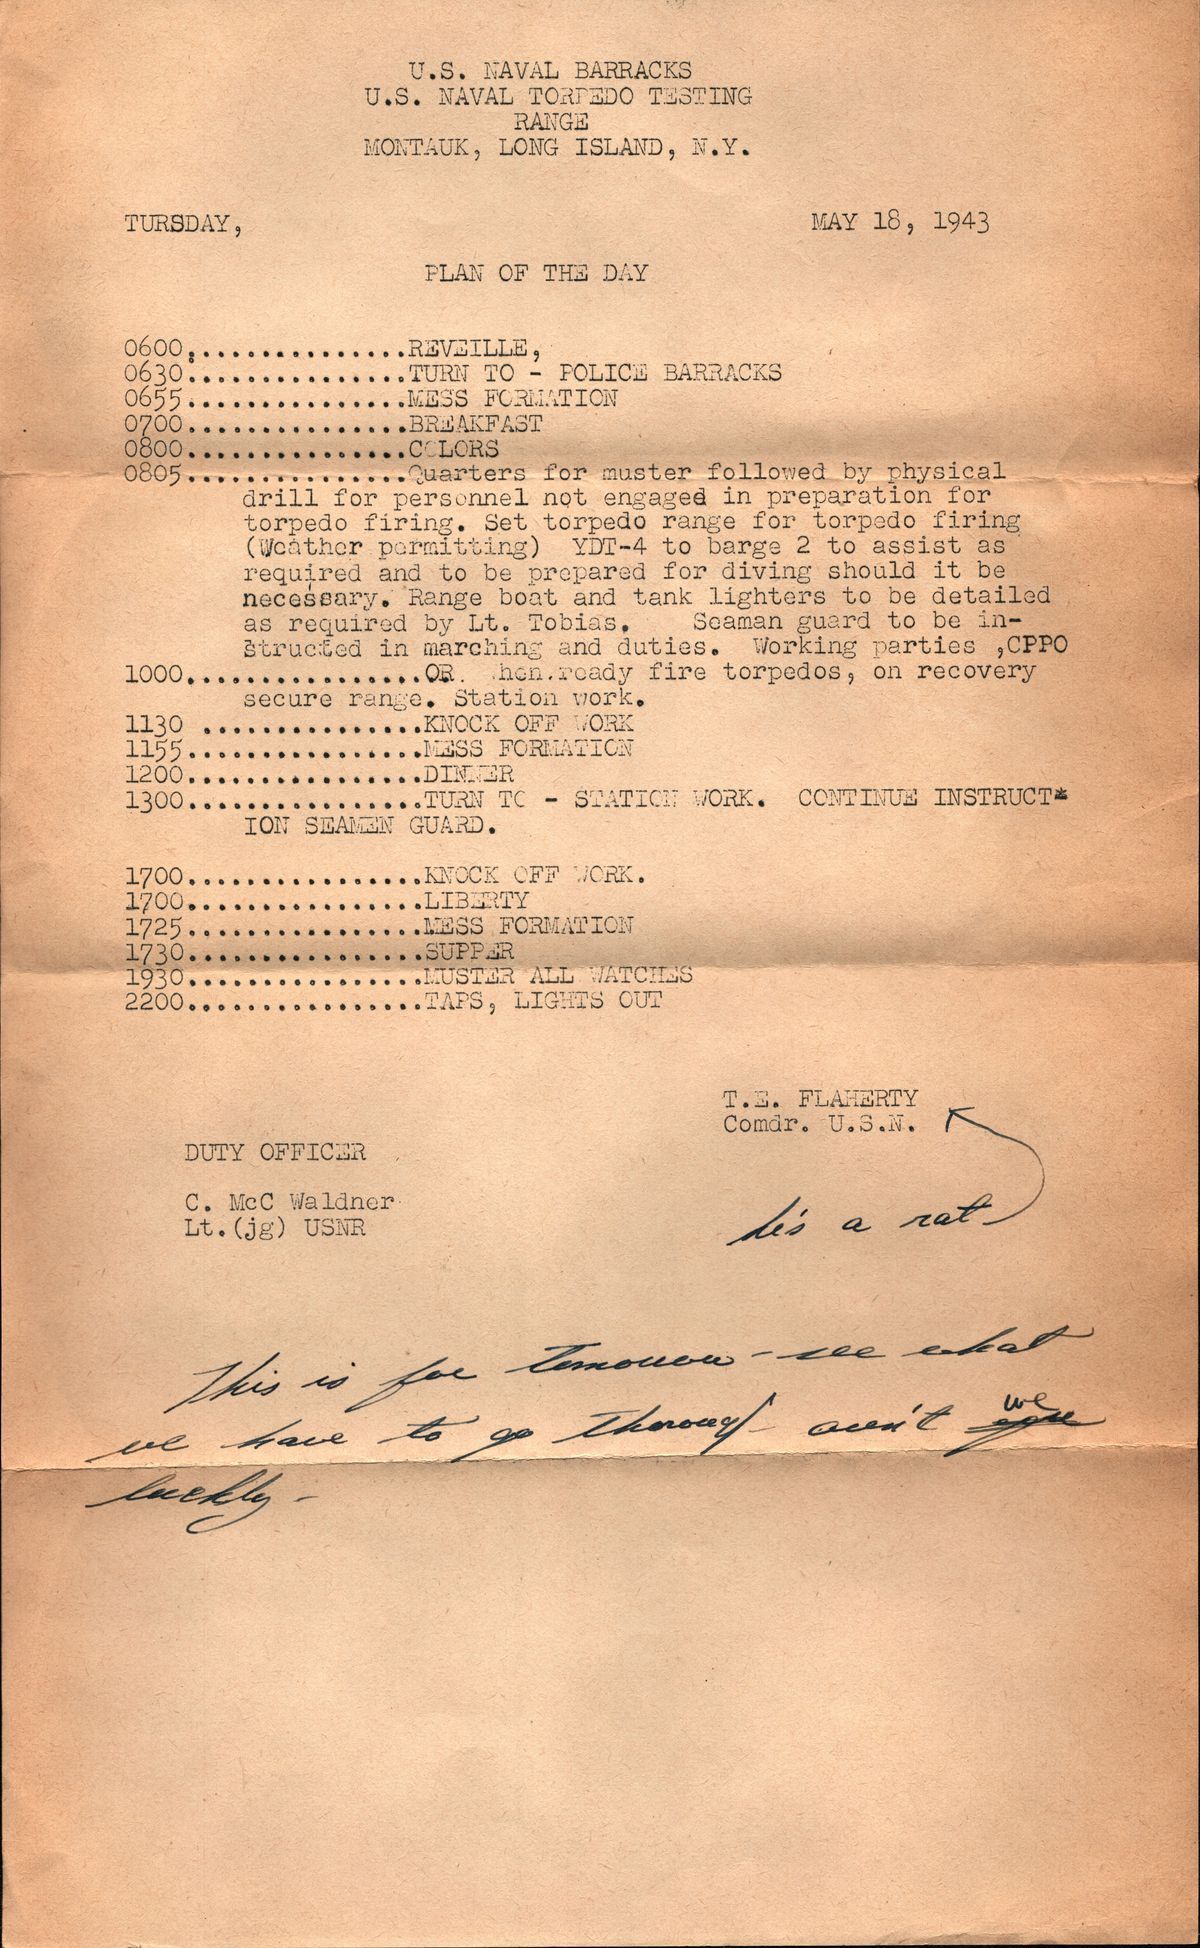 U.S. NAVAL BARRACKS
U.S. NAVAL TORPEDO TESTING
RANGE
MONTAUK, LONG ISLAND, N.Y.
TURSDAY, MAY 18, 1943
PLAN OF THE DAY
0600...............REVEILLE,
0630...............TURN TO - POLICE BARRACKS
0655...............MESS FORMATION
0700...............BREAKFAST
0800...............COLORS
0805...............Quarters for muster followed by physical
drill for personnel not engaged in preparation for
torpedo firing. Set torpedo range for torpedo firing
(Weather permitting) YDT-4 to barge 2 to assist as
required and to be prepared for diving should it be
necessary. Range boat and tank lighters to be detailed
as required by Lt. Tobias. Seaman guard to be in-
structed in marching and duties. Working parties ,CPPO
1000................OR. when ready fire torpedos, on recovery
secure range. Station work.
1130 ...............KNOCK OFF WORK
1155................MESS FORMATION
1200................DINNER
1300................TURN TO - STATION WORK. CONTINUE INSTRUCT*
ION SEAMEN GUARD.
1700................KNOCK OFF WORK.
1700................LIBERTY
1725................MESS FORMATION
1730................SUPPER
1930................MUSTER ALL WATCHES
2200................TAPS, LIGHTS OUT
T.E. FLAHERTY
Comdr. U.S.N.
DUTY OFFICER
C. McC Waldner
Lt.(jg) USNR
he's a rat
This is for tomorrow - see what
we have to go thoroug - aren't we
luckly -